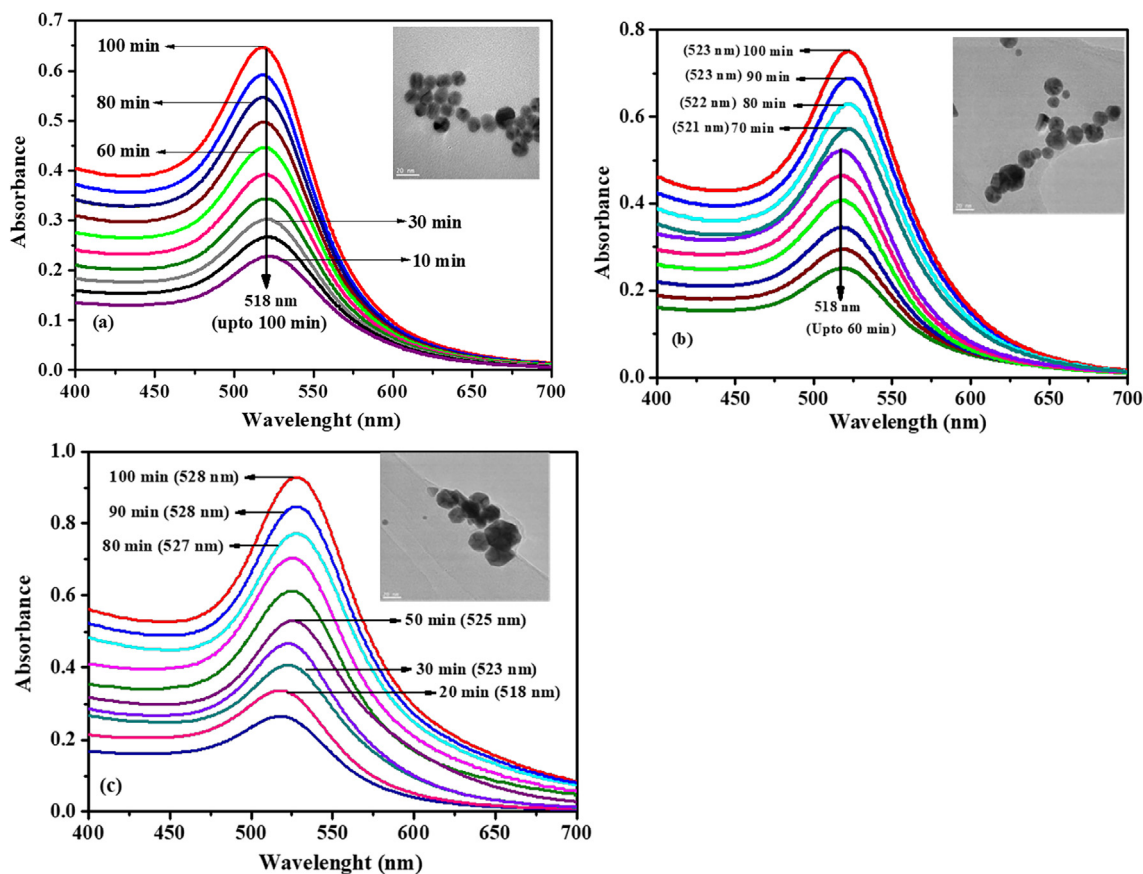 0.7
0.6
0.5
0.4
0.3
0.2
0.1
0.0
Absorbance
100 min
80 min
60 min
30 min
10 min
518 nm
(upto 100 min)
(a)
20 nm
400 450 500 550 600 650 700
Wavelenght (nm)
0.8
0.6
0.4
0.2
0.0
Absorbance
(523 nm) 100 min
(523 nm) 90 min
(522 nm) 80 min
(521 nm) 70 min
518 nm
(Upto 60 min)
(b)
20 nm
400 450 500 550 600 650 700
Wavelength (nm)
1.0
0.8
0.6
0.4
0.2
0.0
Absorbance
100 min (528 nm)
90 min (528 nm)
80 min (527 nm)
50 min (525 nm)
30 min (523 nm)
20 min (518 nm)
(c)
20 nm
400 450 500 550 600 650 700
Wavelenght (nm)